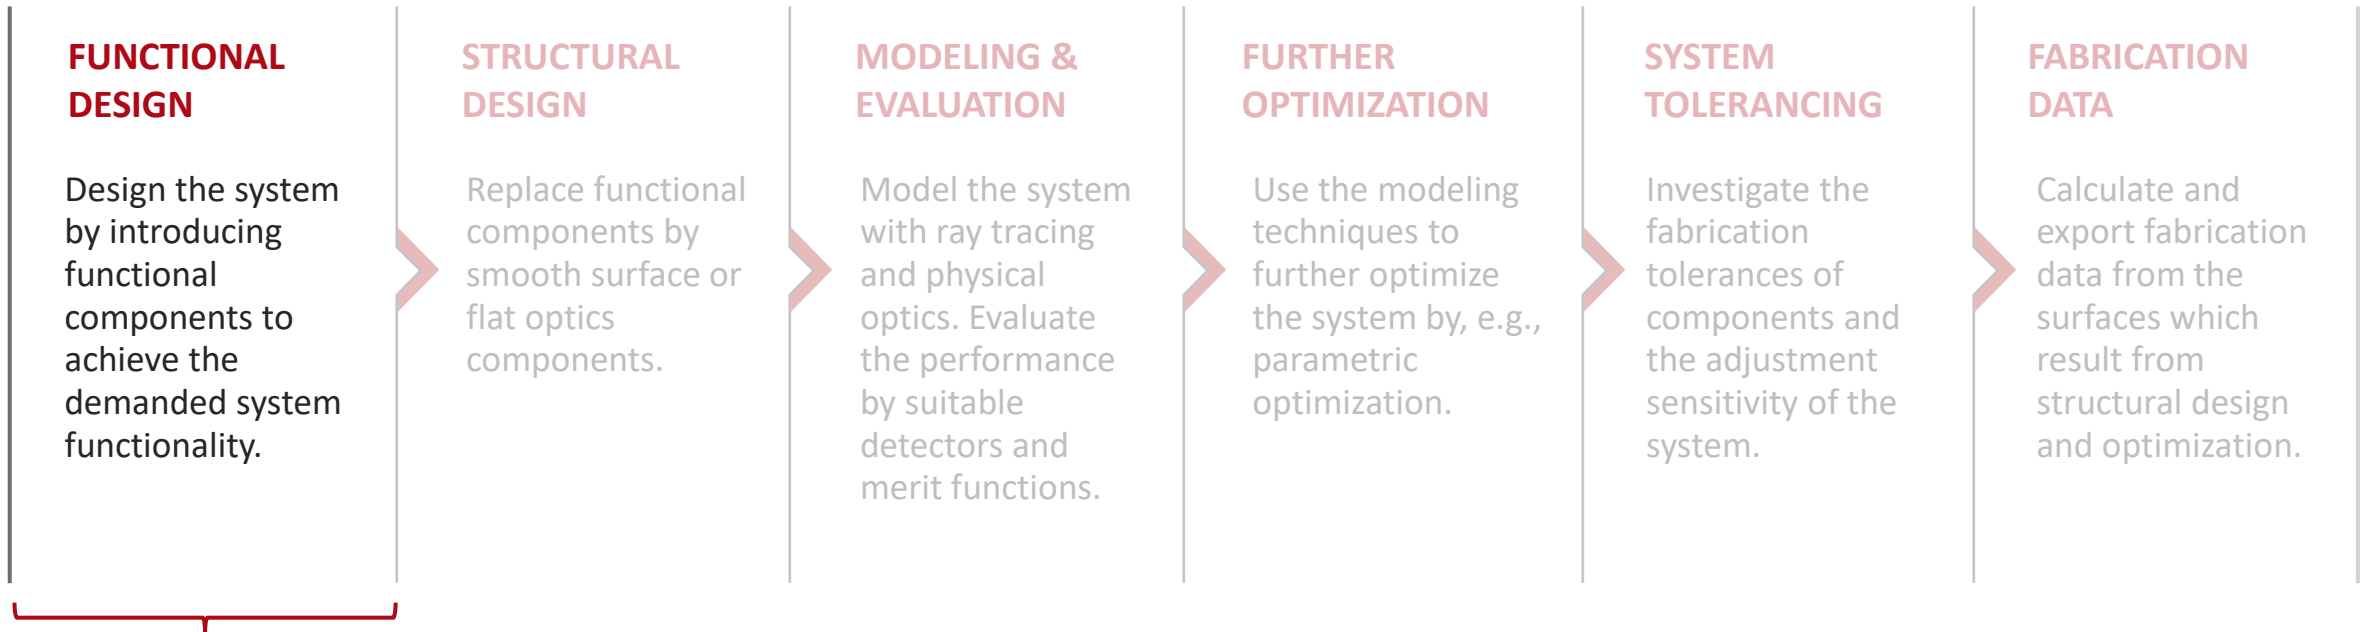 FUNCTIONAL
DESIGN
Design the system
by introducing
functional
components to
achieve the
demanded system
functionality.
STRUCTURAL
DESIGN
Replace functional
components by
smooth surface or
flat optics
components.
MODELING &
EVALUATION
Model the system
with ray tracing
and physical
optics. Evaluate
the performance
by suitable
detectors and
merit functions.
FURTHER
OPTIMIZATION
Use the modeling
techniques to
further optimize
the system by, e.g.,
parametric
optimization.
SYSTEM
TOLERANCING
Investigate the
fabrication
tolerances of
components and
the adjustment
sensitivity of the
system.
FABRICATION
DATA
Calculate and
export fabrication
data from the
surfaces which
result from
structural design
and optimization.